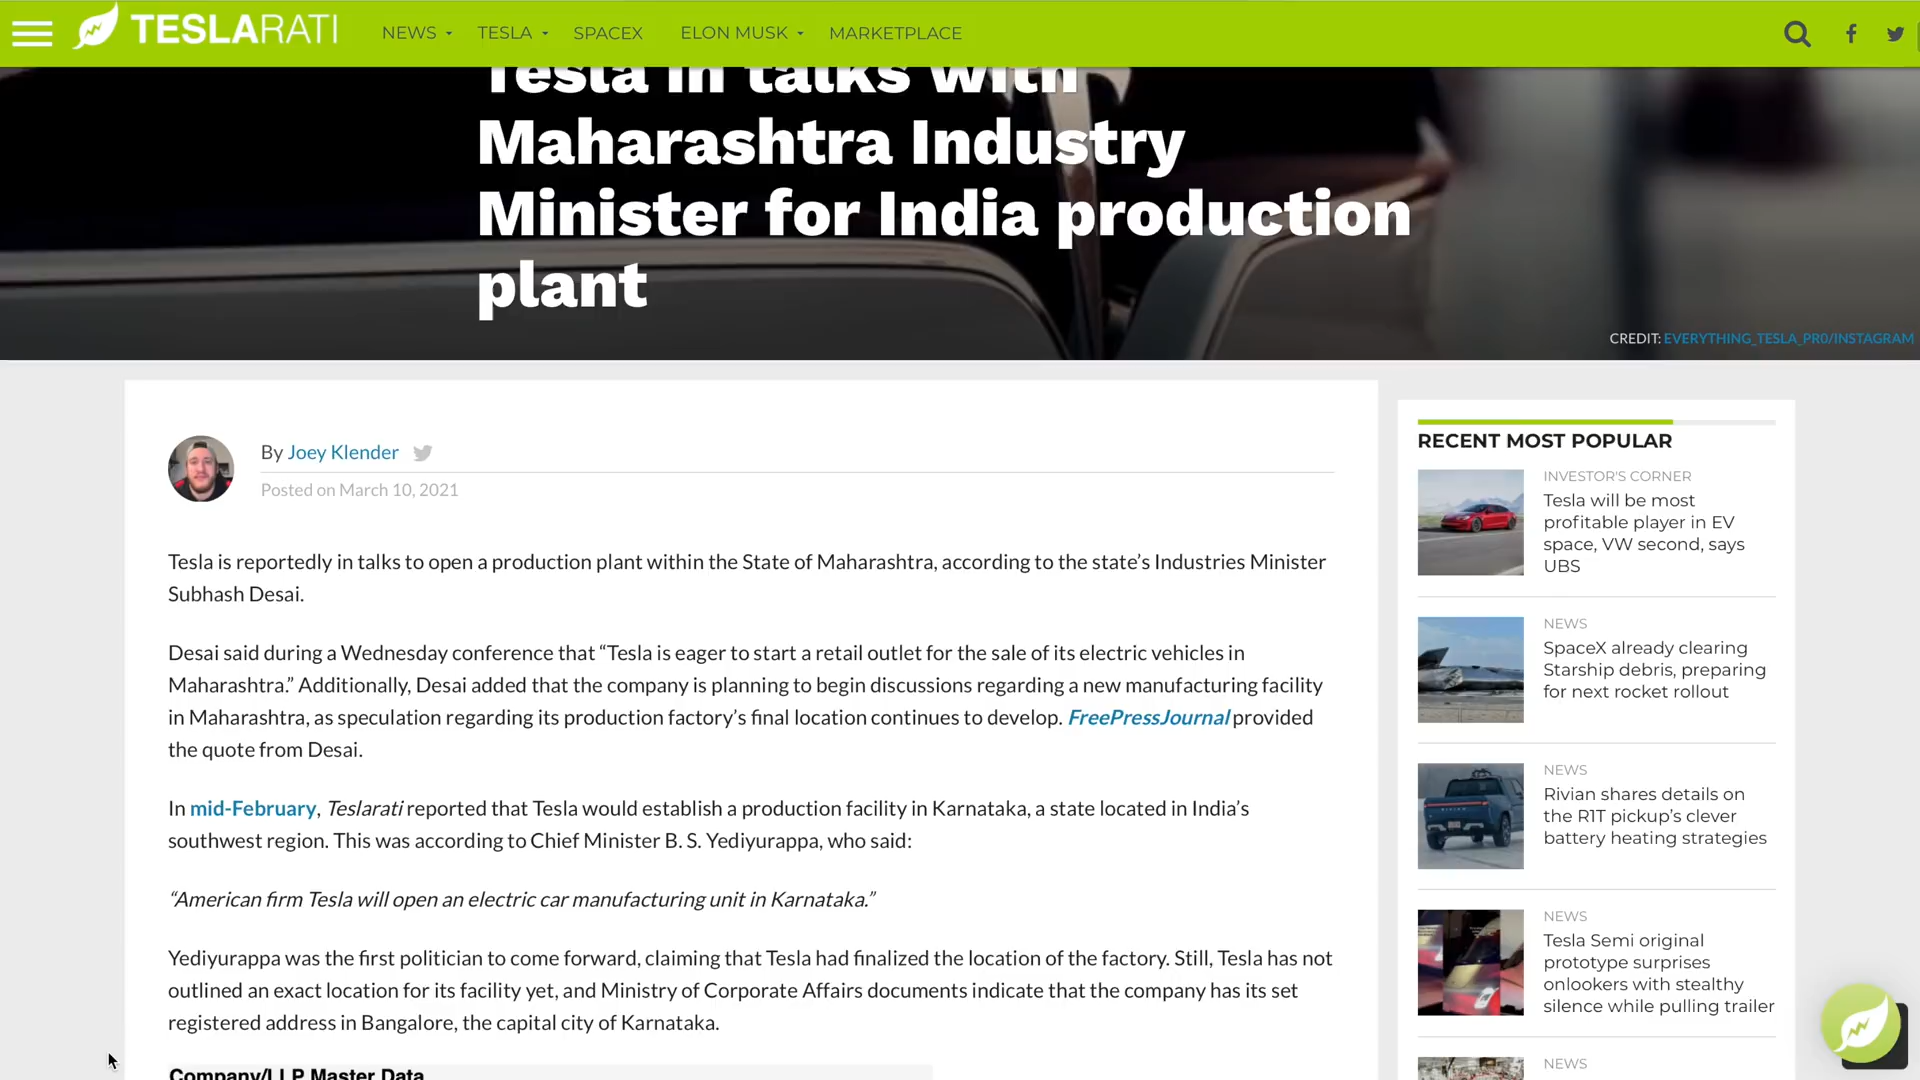 TESLARATI
NEWS
TESLA
SPACEX
ELON MUSK
MARKETPLACE
Tesla in talks with
Maharashtra Industry
Minister for India production
plant
CREDIT: EVERYTHING_TESLA_PR0/INSTAGRAM
By Joey Klender
Posted on March 10, 2021
Tesla is reportedly in talks to open a production plant within the State of Maharashtra, according to the state’s Industries Minister
Subhash Desai.
Desai said during a Wednesday conference that “Tesla is eager to start a retail outlet for the sale of its electric vehicles in
Maharashtra.” Additionally, Desai added that the company is planning to begin discussions regarding a new manufacturing facility
in Maharashtra, as speculation regarding its production factory’s final location continues to develop. FreePressJournal provided
the quote from Desai.
In mid-February, Teslarati reported that Tesla would establish a production facility in Karnataka, a state located in India’s
southwest region. This was according to Chief Minister B. S. Yediyurappa, who said:
“American firm Tesla will open an electric car manufacturing unit in Karnataka.”
Yediyurappa was the first politician to come forward, claiming that Tesla had finalized the location of the factory. Still, Tesla has not
outlined an exact location for its facility yet, and Ministry of Corporate Affairs documents indicate that the company has its set
registered address in Bangalore, the capital city of Karnataka.
Company/LLP Master Data
RECENT MOST POPULAR
INVESTOR'S CORNER
Tesla will be most
profitable player in EV
space, VW second, says
UBS
NEWS
SpaceX already clearing
Starship debris, preparing
for next rocket rollout
NEWS
Rivian shares details on
the R1T pickup’s clever
battery heating strategies
NEWS
Tesla Semi original
prototype surprises
onlookers with stealthy
silence while pulling trailer
NEWS